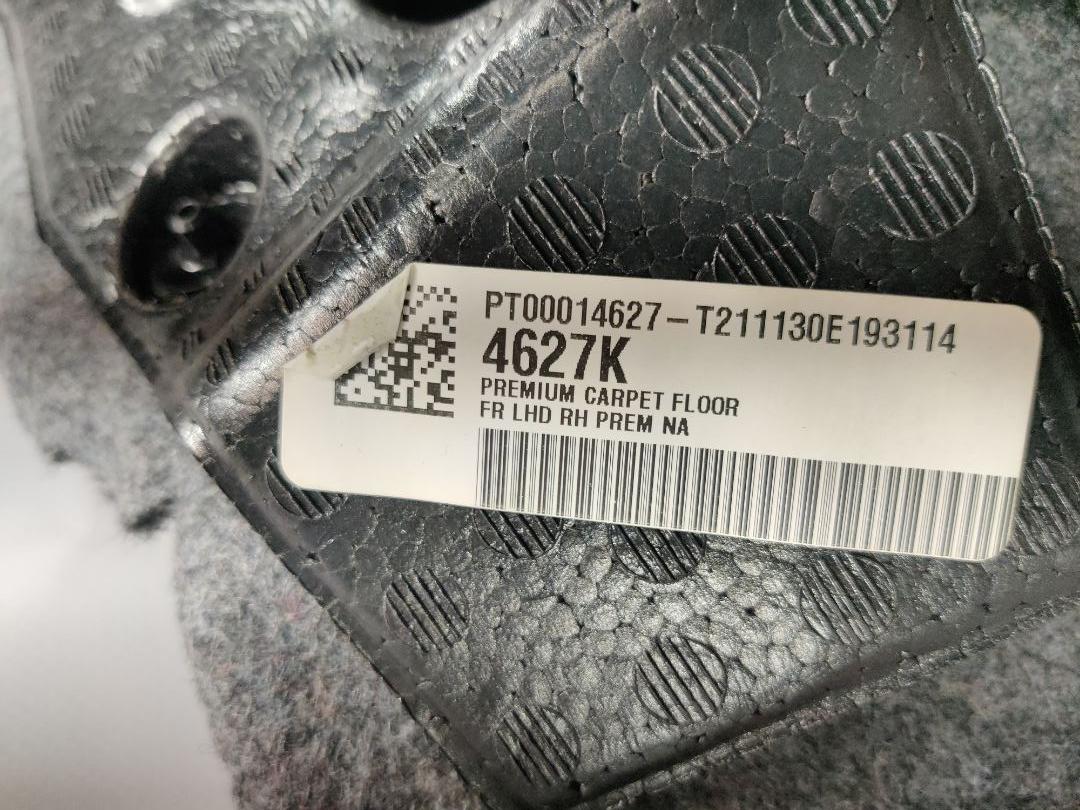 PT00014627-T211130E193114
4627K
PREMIUM CARPET FLOOR
FR LHD RH PREM NA